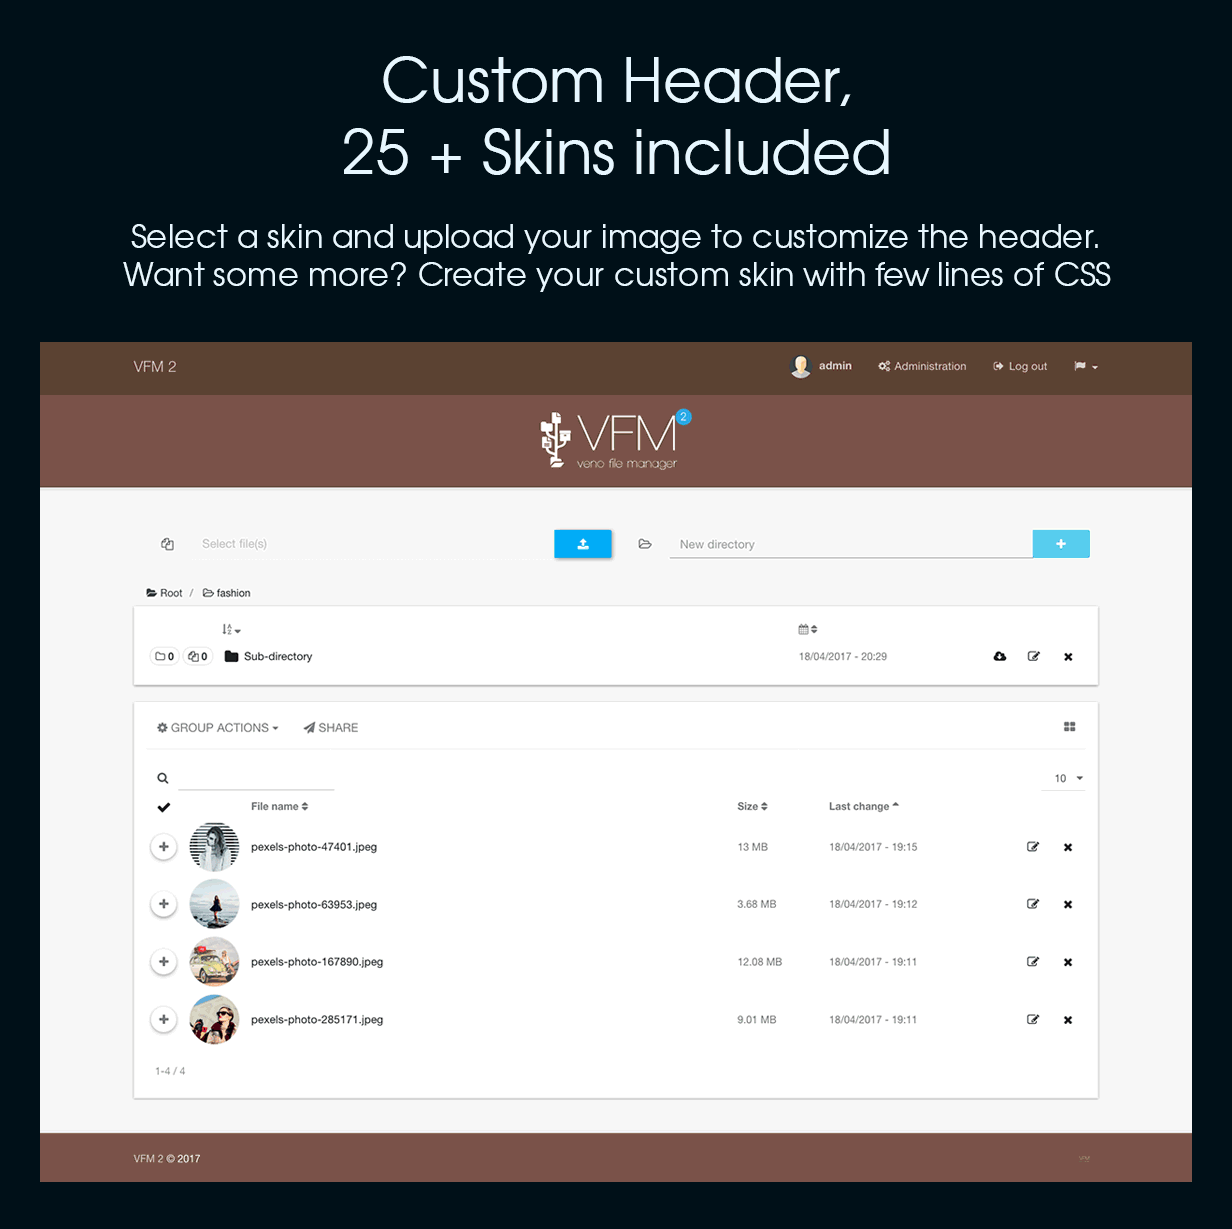 Custom Header,
25 + Skins included
Select a skin and upload your image to customize the header.
Want some more? Create your custom skin with few lines of CSS
VFM 2
admin
Administration
Log out
VFM 2
veno file manager
Select file(s)
New directory
Root / fashion
0 0 Sub-directory 18/04/2017 - 20:29
GROUP ACTIONS SHARE
10
File name Size Last change
pexels-photo-47401.jpeg 13 MB 18/04/2017 - 19:15
pexels-photo-63953.jpeg 3.68 MB 18/04/2017 - 19:12
pexels-photo-167890.jpeg 12.08 MB 18/04/2017 - 19:11
pexels-photo-285171.jpeg 9.01 MB 18/04/2017 - 19:11
1-4 / 4
VFM 2 © 2017